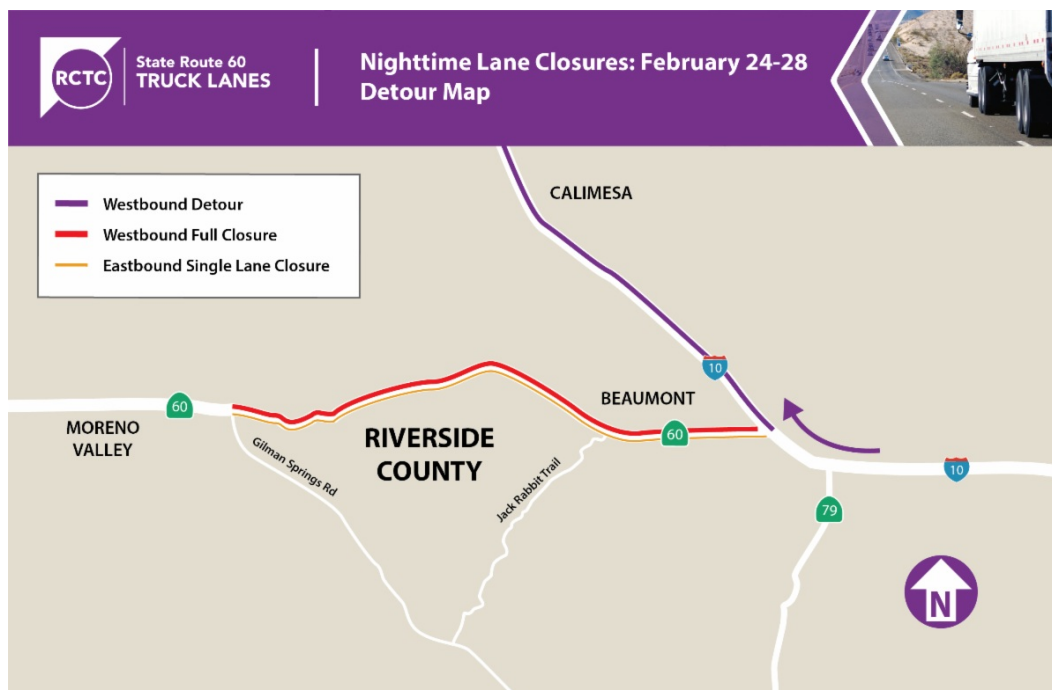 RCTC
State Route 60
TRUCK LANES
Nighttime Lane Closures: February 24-28
Detour Map
Westbound Detour
Westbound Full Closure
Eastbound Single Lane Closure
CALIMESA
10
BEAUMONT
60
MORENO
VALLEY
RIVERSIDE
COUNTY
60
Gilman Springs Rd
Jack Rabbit Trail
10
79
N